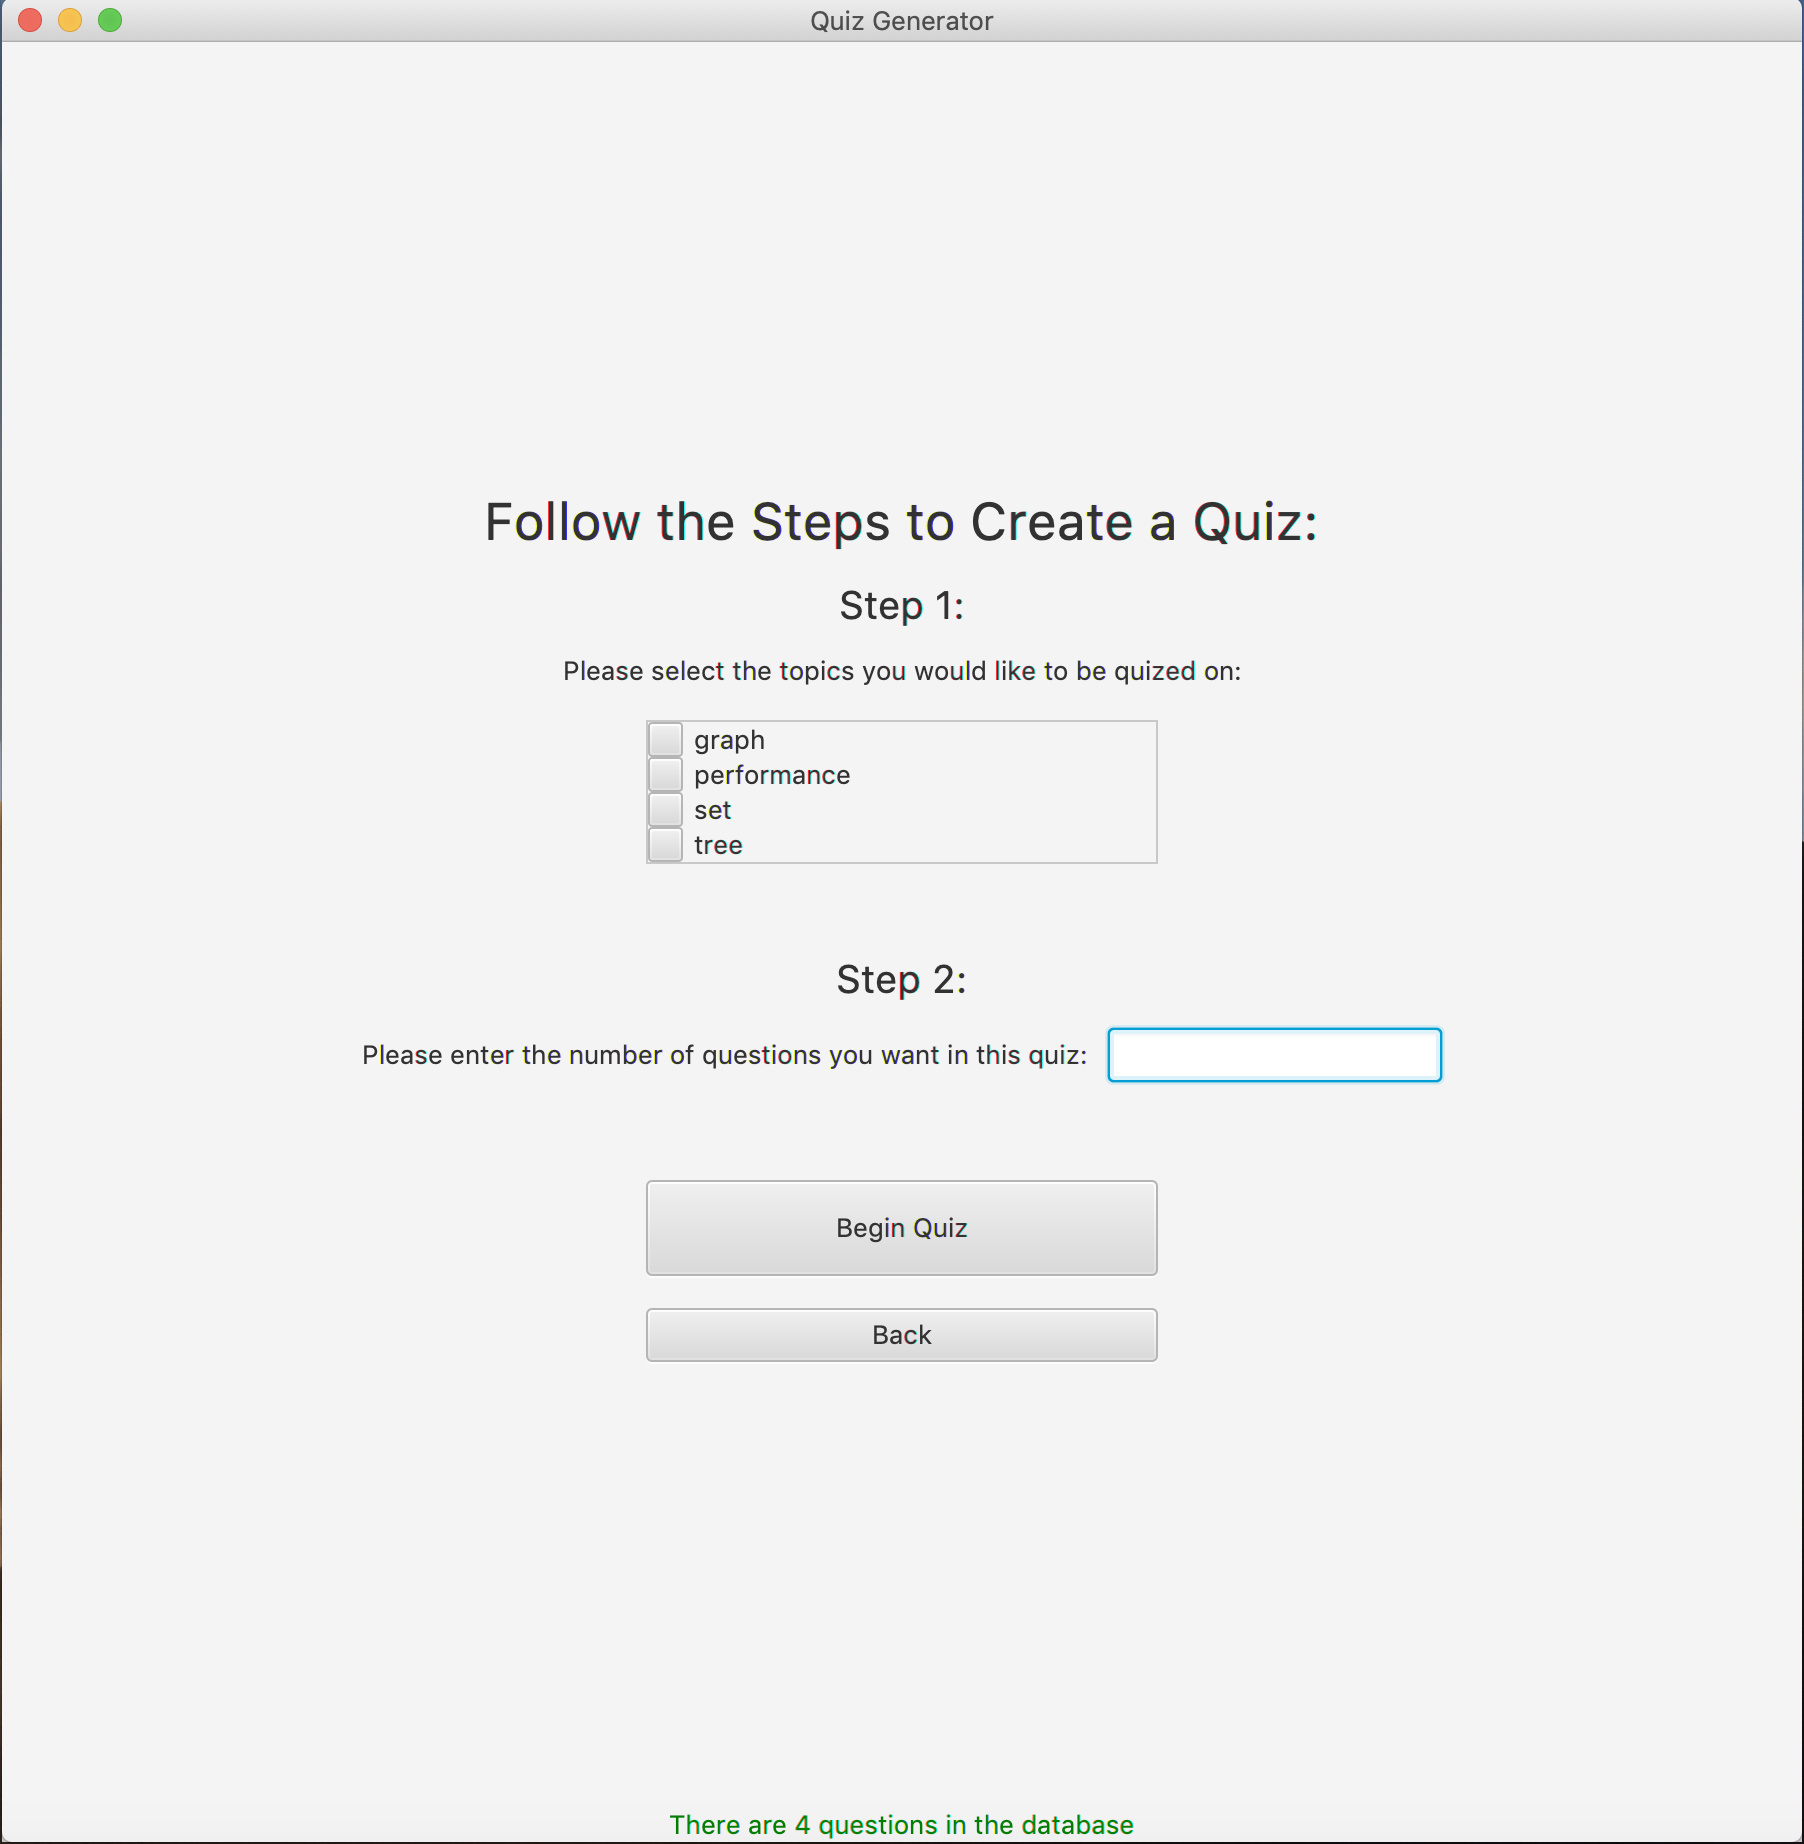 Quiz Generator
Follow the Steps to Create a Quiz:
Step 1:
Please select the topics you would like to be quized on:
graph
performance
set
tree
Step 2:
Please enter the number of questions you want in this quiz:
Begin Quiz
Back
There are 4 questions in the database